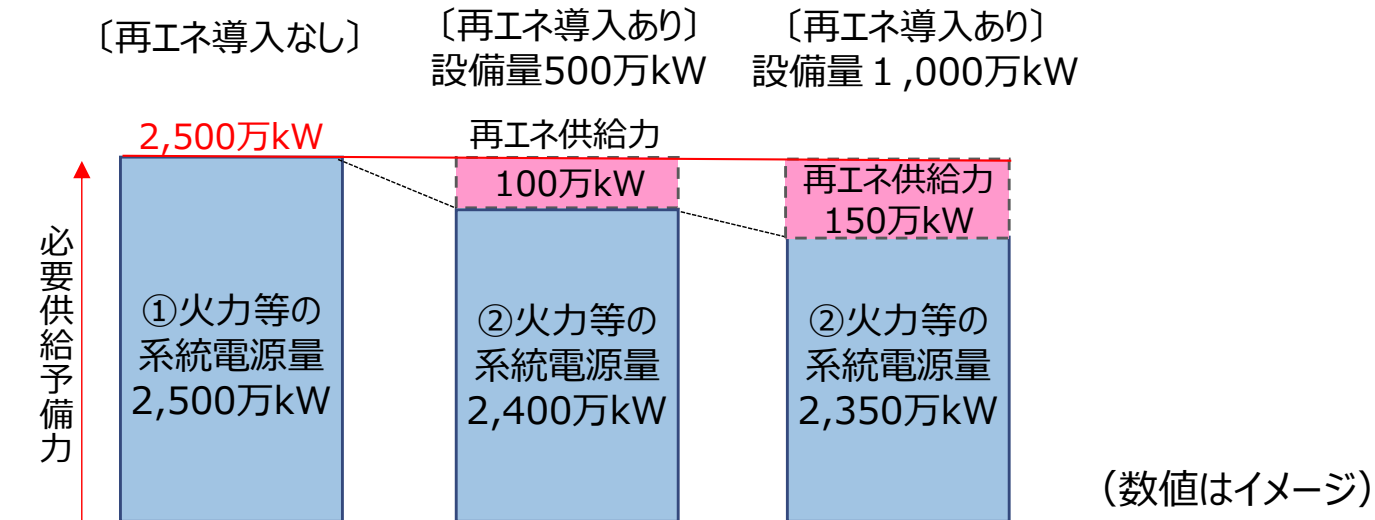 〔再エネ導入なし〕
〔再エネ導入あり〕
設備量500万kW
〔再エネ導入あり〕
設備量１,000万kW
2,500万kW
再エネ供給力
100万kW
再エネ供給力
150万kW
必要供給予備力
①火力等の
系統電源量
2,500万kW
②火力等の
系統電源量
2,400万kW
②火力等の
系統電源量
2,350万kW
（数値はイメージ）